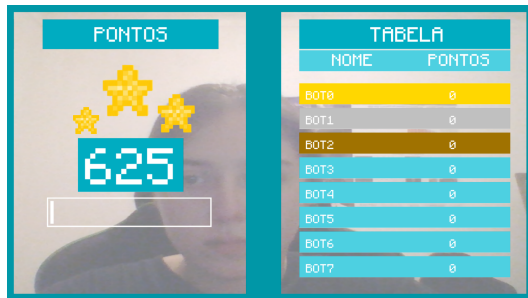 PONTOS
625
TABELA
NOME PONTOS
BOT0 0
BOT1 0
BOT2 0
BOT3 0
BOT4 0
BOT5 0
BOT6 0
BOT7 0